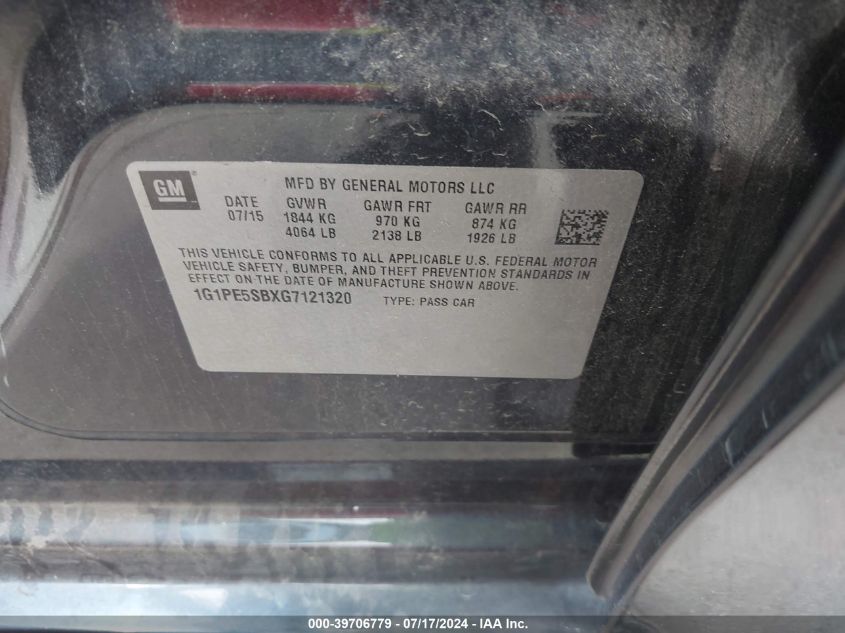 GM
MFD BY GENERAL MOTORS LLC
DATE GVWR GAWR FRT GAWR RR
07/15 1844 KG 970 KG 874 KG
4064 LB 2138 LB 1926 LB
THIS VEHICLE CONFORMS TO ALL APPLICABLE U.S. FEDERAL MOTOR
VEHICLE SAFETY, BUMPER, AND THEFT PREVENTION STANDARDS IN
EFFECT ON THE DATE OF MANUFACTURE SHOWN ABOVE.
1G1PE5SBXG7121320 TYPE: PASS CAR
000-39706779 - 07/17/2024 - IAA Inc.